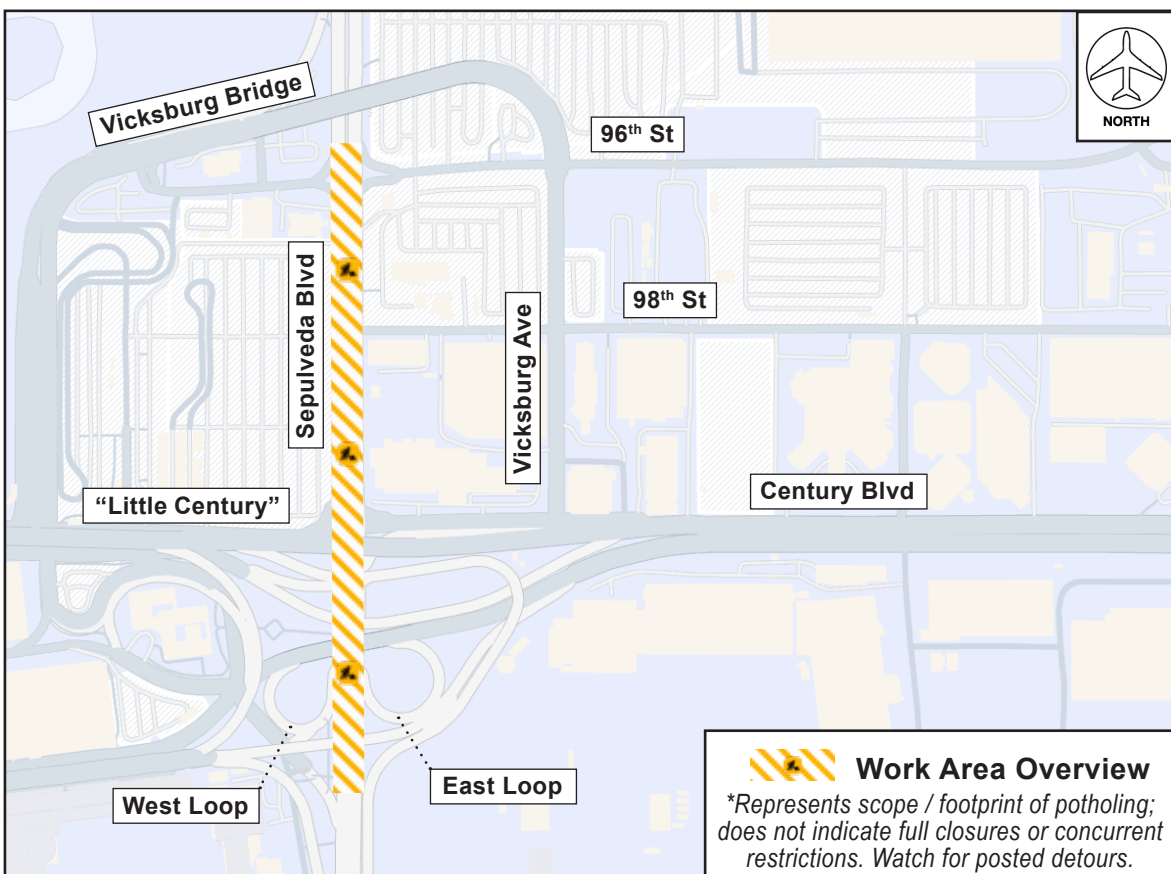 Vicksburg Bridge
NORTH
96th St
Sepulveda Blvd
98th St
Vicksburg Ave
“Little Century”
Century Blvd
West Loop
East Loop
Work Area Overview
*Represents scope / footprint of potholing;
does not indicate full closures or concurrent
restrictions. Watch for posted detours.